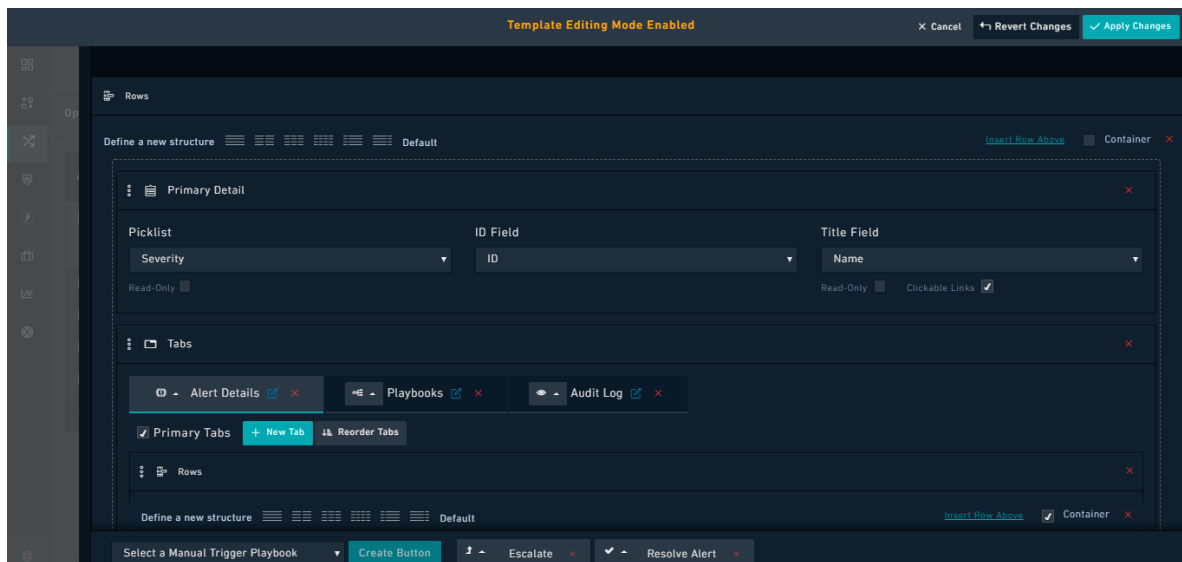 Template Editing Mode Enabled
Cancel
Revert Changes
Apply Changes
Op
Rows
Define a new structure
Default
Insert Row Above
Container
Primary Detail
Picklist
ID Field
Title Field
Severity
ID
Name
Read-Only
Read-Only
Clickable Links
Tabs
Alert Details
Playbooks
Audit Log
Primary Tabs
+ New Tab
Reorder Tabs
Rows
Define a new structure
Default
Insert Row Above
Container
Select a Manual Trigger Playbook
Create Button
Escalate
Resolve Alert